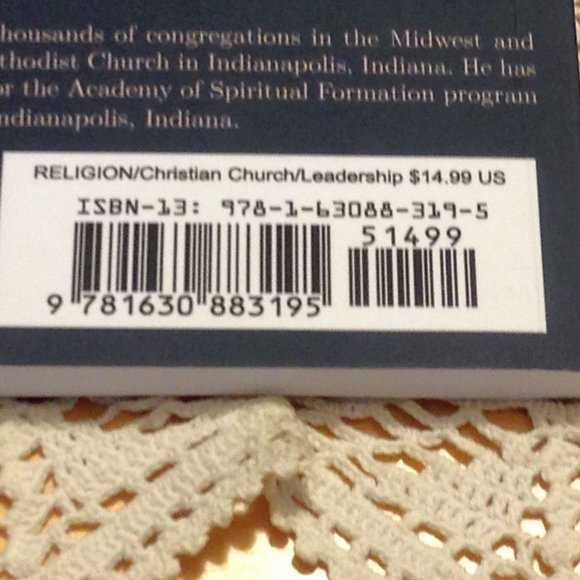 housands of congregations in the Midwest and
thodist Church in Indianapolis, Indiana. He has
or the Academy of Spiritual Formation program
ndianapolis, Indiana.
RELIGION/Christian Church/Leadership $14.99 US
ISBN-13: 978-1-63088-319-5
51499
9 781630 883195